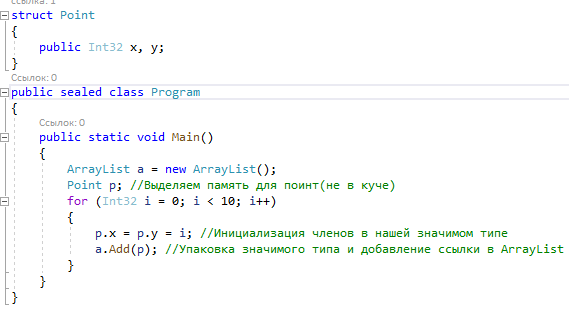 ссылка: 1
struct Point
{
public Int32 x, y;
}
Ссылок: 0
public sealed class Program
{
Ссылок: 0
public static void Main()
{
ArrayList a = new ArrayList();
Point p; //Выделяем память для поинт(не в куче)
for (Int32 i = 0; i < 10; i++)
{
p.x = p.y = i; //Инициализация членов в нашей значимом типе
a.Add(p); //Упаковка значимого типа и добавление ссылки в ArrayList
}
}
}